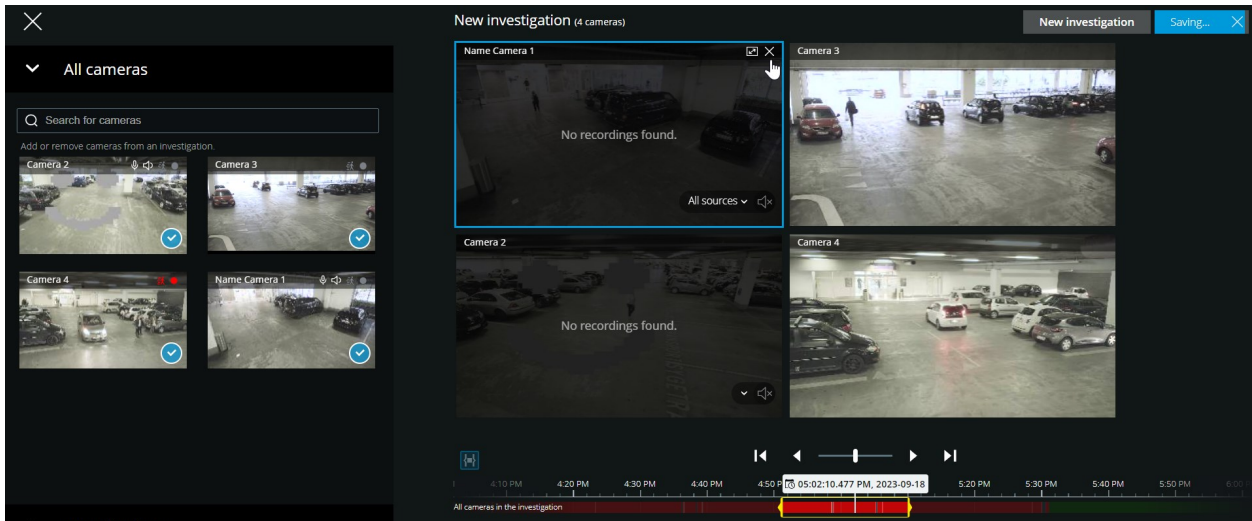 New investigation (4 cameras)
New investigation
Saving...
All cameras
Search for cameras
Add or remove cameras from an investigation.
Camera 2
Camera 3
Camera 4
Name Camera 1
Name Camera 1
No recordings found.
All sources
Camera 3
Camera 2
No recordings found.
Camera 4
4:10 PM 4:20 PM 4:30 PM 4:40 PM 4:50 P 05:02:10.477 PM, 2023-09-18 5:20 PM 5:30 PM 5:40 PM 5:50 PM 6:00
All cameras in the investigation